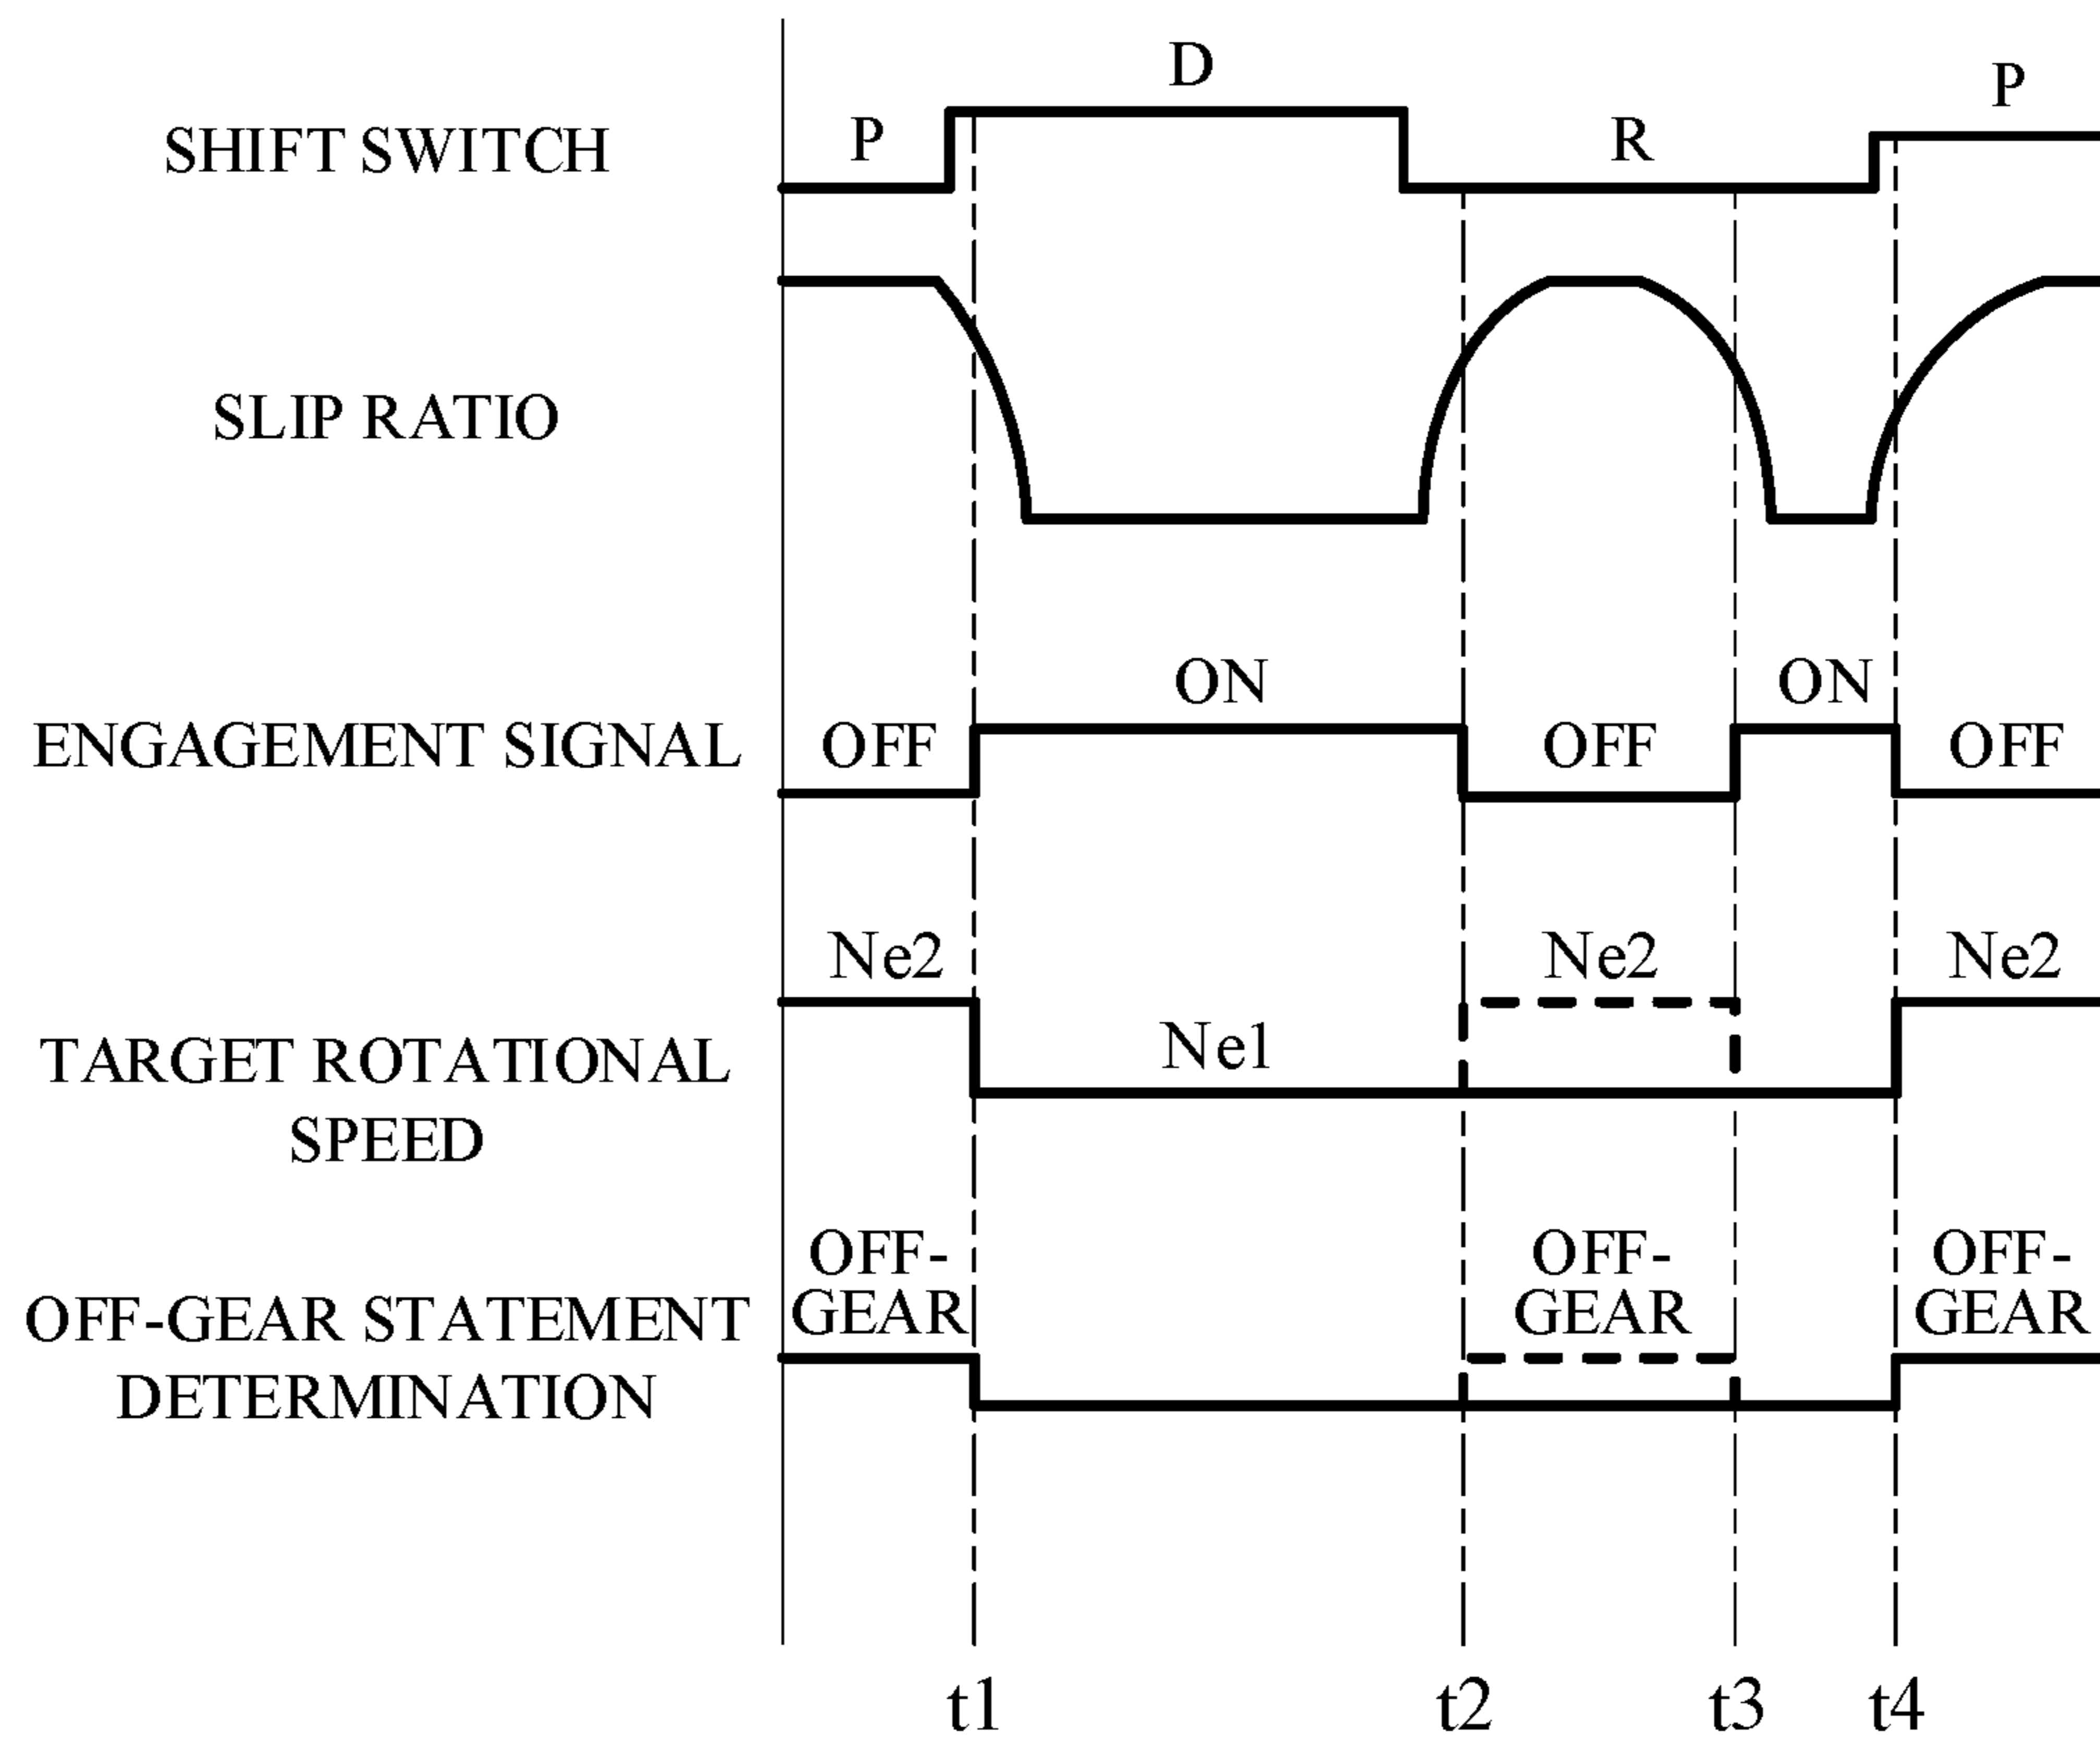 D
P
P
R
SHIFT SWITCH
SLIP RATIO
ON
ON
ENGAGEMENT SIGNAL
OFF
OFF
OFF
Ne2
Ne2
Ne2
Ne1
TARGET ROTATIONAL
SPEED
OFF-
GEAR
OFF-
GEAR
OFF-
GEAR
OFF-GEAR STATEMENT
DETERMINATION
t1
t2
t3
t4